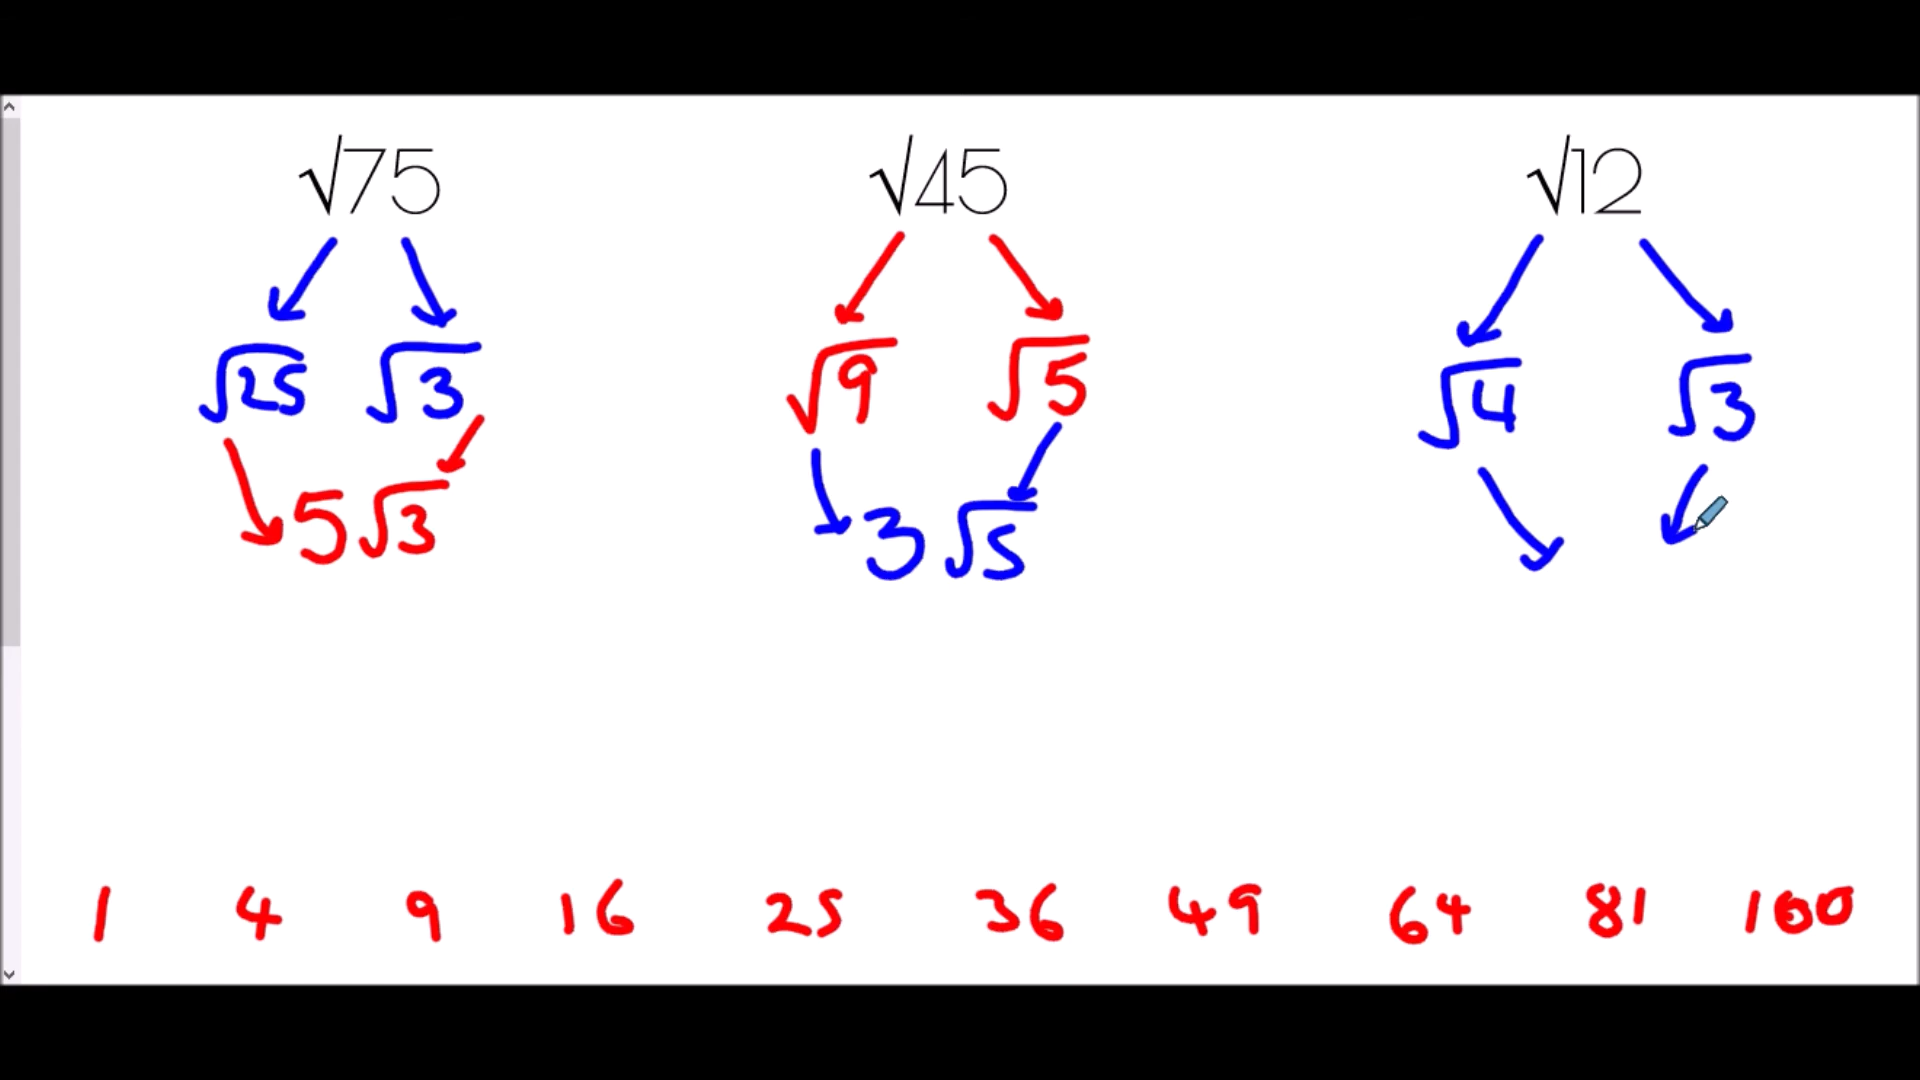 √75 √45 √12
√25 √3 √9 √5 √4 √3
5√3 3√5
1 4 9 16 25 36 49 64 81 100